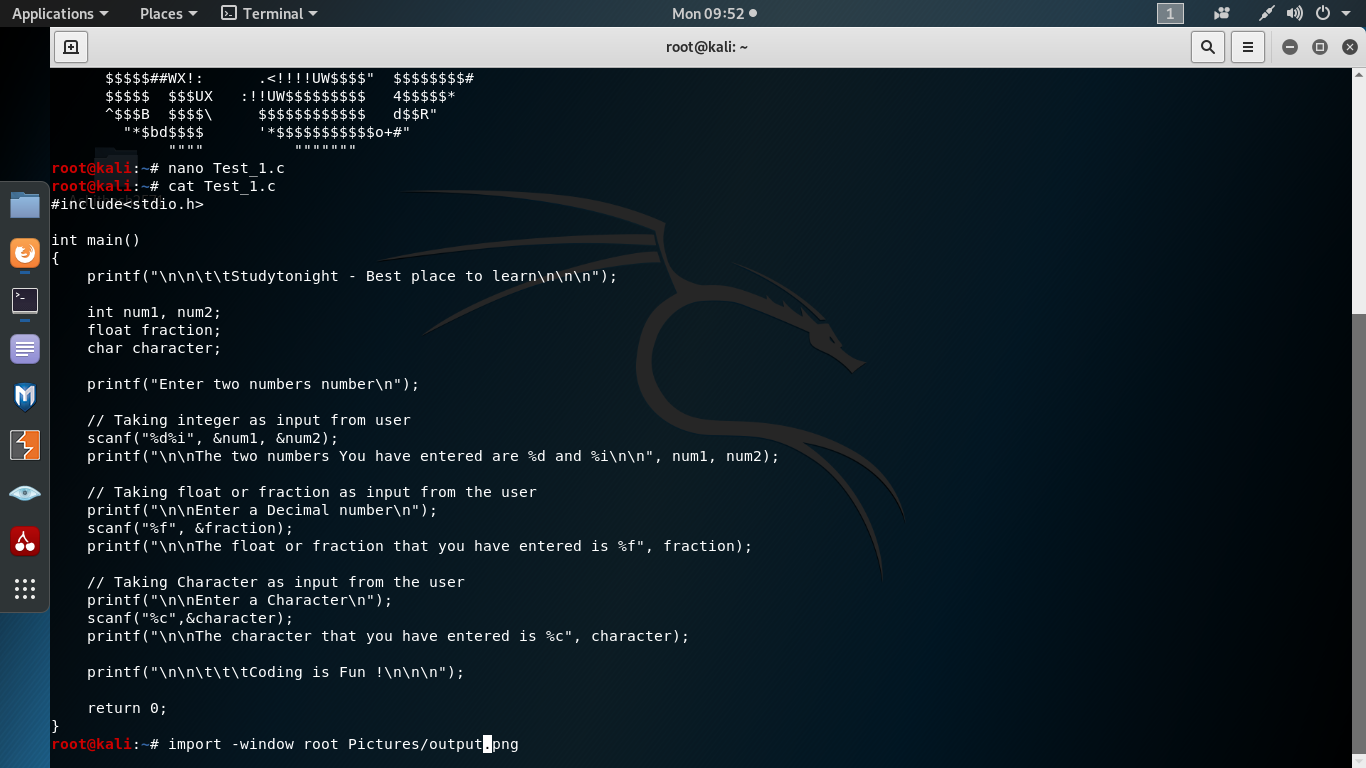 Applications Places Terminal Mon 09:52 1
root@kali: ~
$$$$$##WX!: .<!!!!UW$$$$" $$$$$$$$#
$$$$$ $$$UX :!!UW$$$$$$$$$ 4$$$$$*
^$$$B $$$$\ $$$$$$$$$$$$ d$$R"
"*$bd$$$$ '*$$$$$$$$$$$o+#"
"""" """""""
root@kali:~# nano Test_1.c
root@kali:~# cat Test_1.c
#include<stdio.h>
int main()
{
printf("\n\n\t\tStudytonight - Best place to learn\n\n\n");
int num1, num2;
float fraction;
char character;
printf("Enter two numbers number\n");
// Taking integer as input from user
scanf("%d%i", &num1, &num2);
printf("\n\nThe two numbers You have entered are %d and %i\n\n", num1, num2);
// Taking float or fraction as input from the user
printf("\n\nEnter a Decimal number\n");
scanf("%f", &fraction);
printf("\n\nThe float or fraction that you have entered is %f", fraction);
// Taking Character as input from the user
printf("\n\nEnter a Character\n");
scanf("%c",&character);
printf("\n\nThe character that you have entered is %c", character);
printf("\n\n\t\t\tCoding is Fun !\n\n\n");
return 0;
}
root@kali:~# import -window root Pictures/output.png